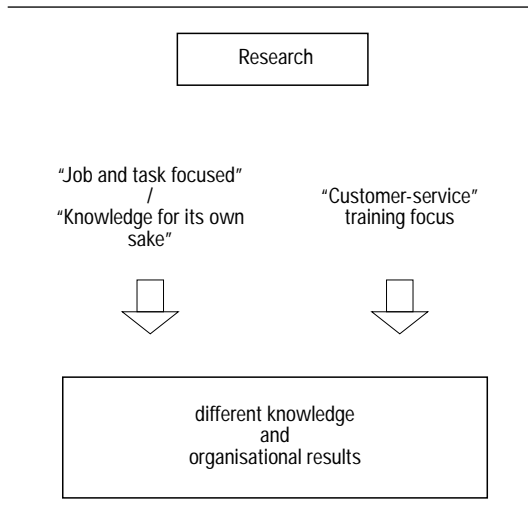 Research
“Job and task focused”
/
“Knowledge for its own
sake”
“Customer-service”
training focus
different knowledge
and
organisational results